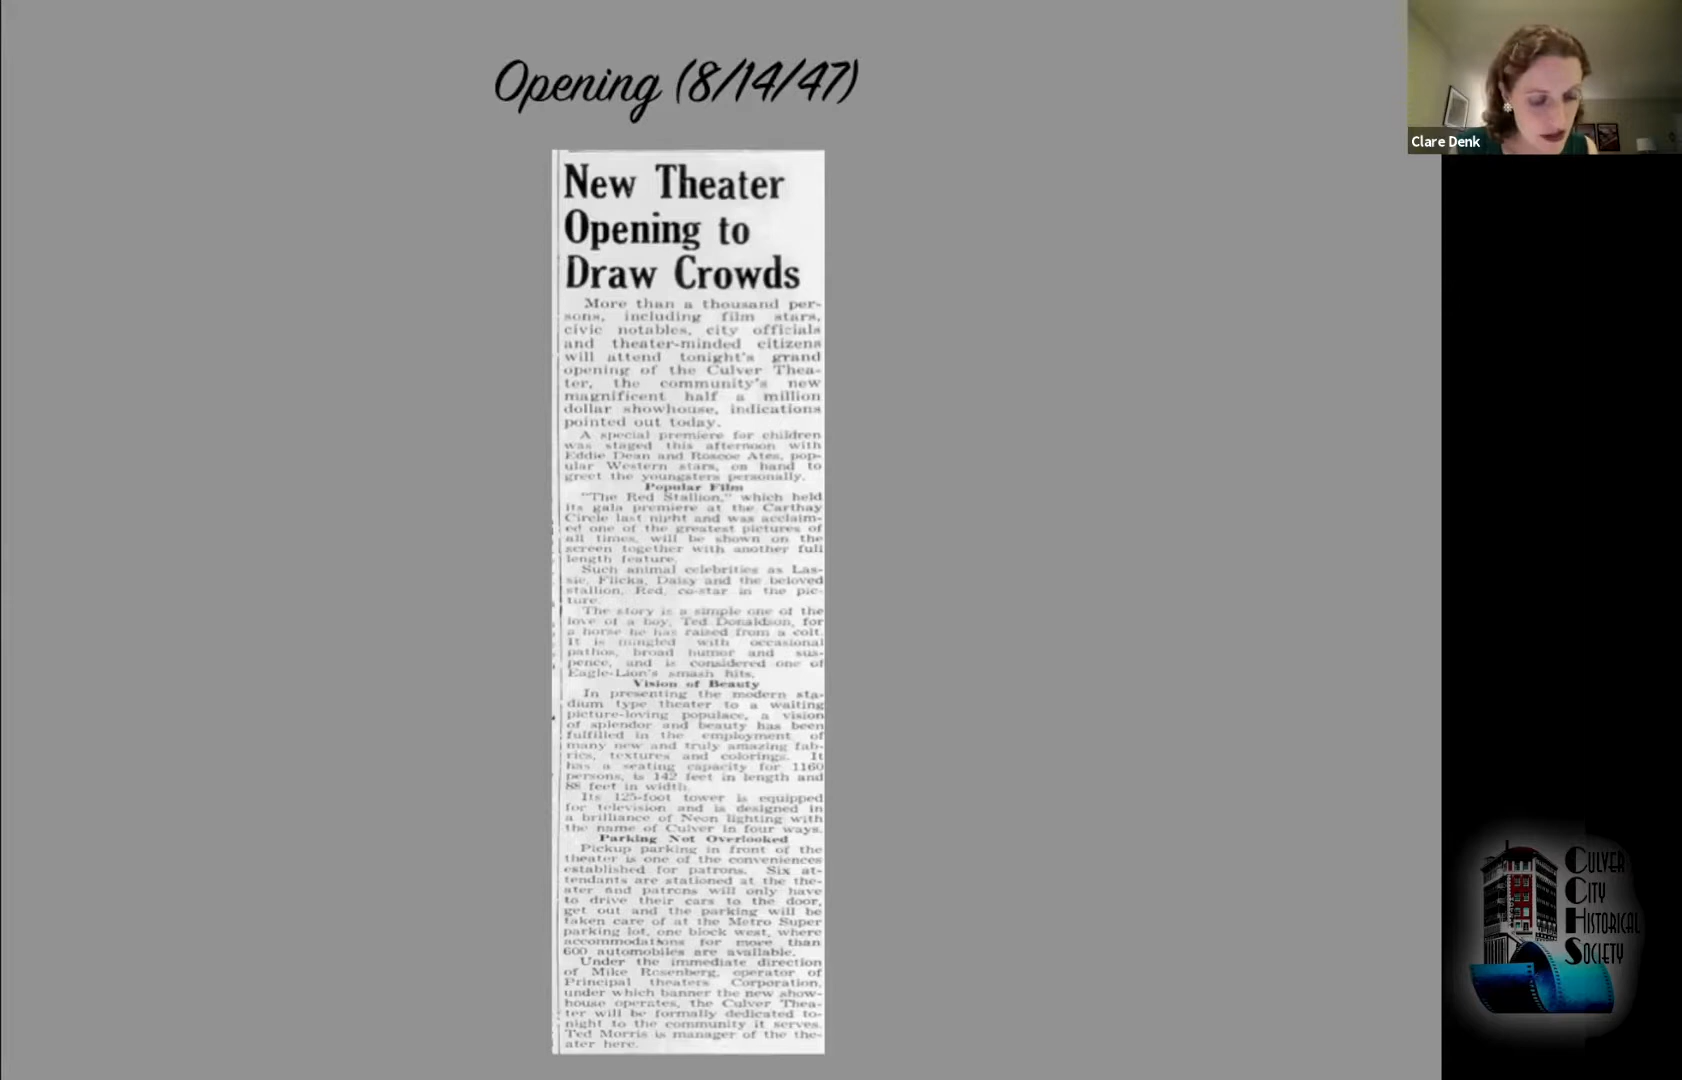 Opening (8/14/47)
New Theater
Opening to
Draw Crowds
More than a thousand per-
sons, including film stars,
civic notables, city officials
and theater-minded citizens
will attend tonight's grand
opening of the Culver Thea-
ter, the community's new
magnificent half a million
dollar showhouse, indications
pointed out today.
A special premiere for children
was staged this afternoon with
Eddie Dean and Roscoe Ates, pop-
ular Western stars, on hand to
greet the youngsters personally.
Popular Film
"The Red Stallion," which held
its gala premiere at the Carthay
Circle last night and was acclaim-
ed one of the greatest pictures of
all times, will be shown on the
screen together with another full
length feature.
Such animal celebrities as Las-
sie, Flicka, Daisy and the beloved
stallion, Red, co-star in the pic-
ture.
The story is a simple one of the
love of a boy, Ted Donaldson, for
a horse he has raised from a colt.
It is mingled with occasional
pathos, broad humor and sus-
pence, and is considered one of
Eagle-Lion's smash hits.
Vision of Beauty
In presenting the modern sta-
dium type theater to a waiting
picture-loving populace, a vision
of splendor and beauty has been
fulfilled in the employment of
many new and truly amazing fab-
rics, textures and colorings. It
has a seating capacity for 1160
persons, is 142 feet in length and
88 feet in width.
Its 125-foot tower is equipped
for television and is designed in
a brilliance of Neon lighting with
the name of Culver in four ways.
Parking Not Overlooked
Pickup parking in front of the
theater is one of the conveniences
established for patrons. Six at-
tendants are stationed at the the-
ater and patrons will only have
to drive their cars to the door,
get out and the parking will be
taken care of at the Metro Super
parking lot, one block west, where
accommodations for more than
600 automobiles are available.
Under the immediate direction
of Mike Rosenberg, operator of
Principal theaters Corporation,
under which banner the new show-
house operates, the Culver Thea-
ter will be formally dedicated to-
night to the community it serves.
Ted Morris is manager of the the-
ater here.
Clare Denk
CULVER
CITY
HISTORICAL
SOCIETY